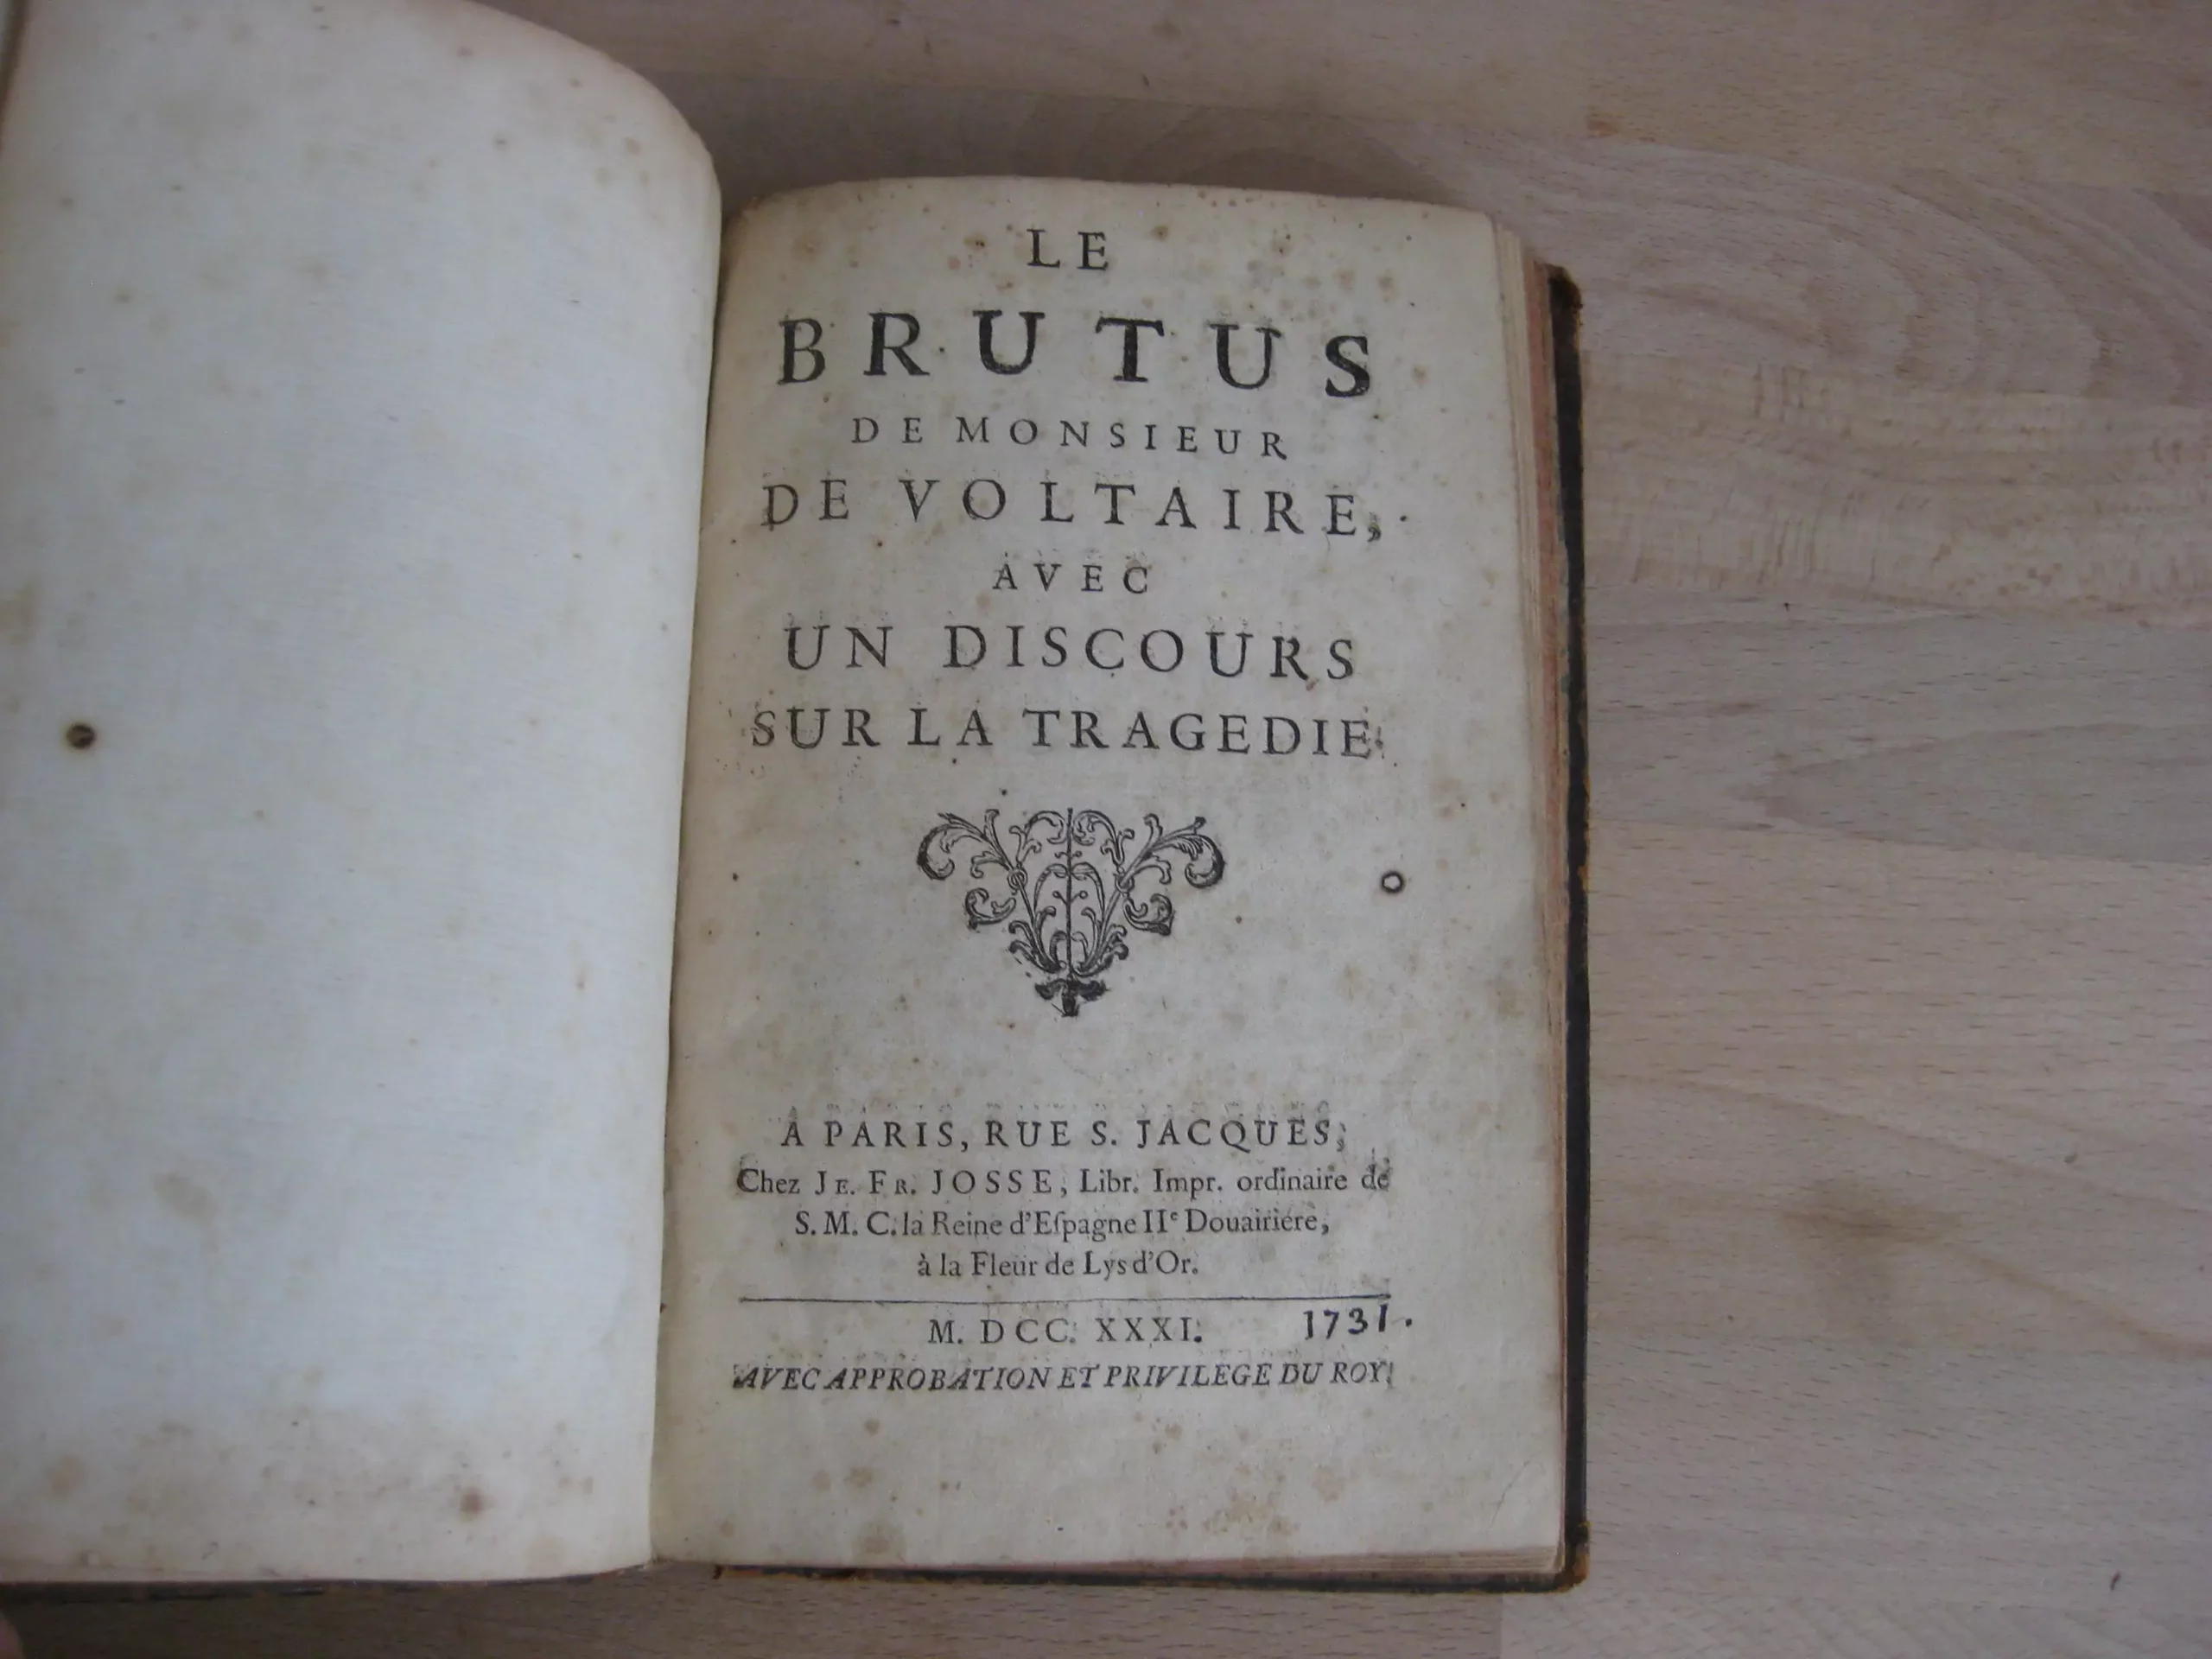 LE
BRUTUS
DE MONSIEUR
DE VOLTAIRE,
AVEC
UN DISCOURS
SUR LA TRAGEDIE.
A PARIS, RUE S. JACQUES,
Chez JE. FR. JOSSE, Libr. Impr. ordinaire de
S. M. C. la Reine d'Eſpagne IIe Douairiere,
à la Fleur de Lys d'Or.
M. DCC. XXXI. 1731.
AVEC APPROBATION ET PRIVILEGE DU ROY.